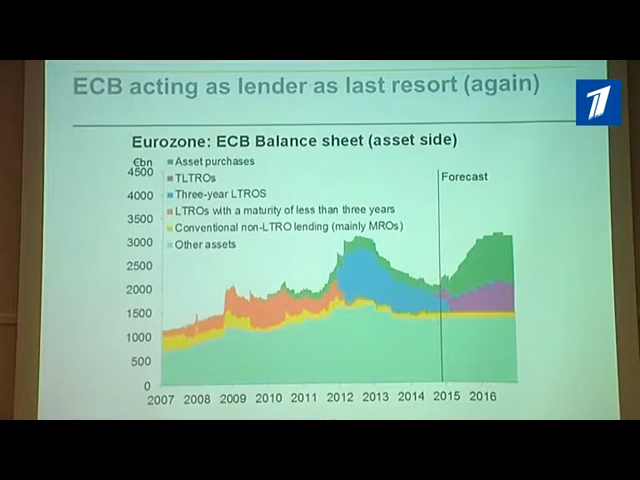 ECB acting as lender as last resort (again)
Eurozone: ECB Balance sheet (asset side)
€bn
Asset purchases
TLTROs
Three-year LTROS
LTROs with a maturity of less than three years
Conventional non-LTRO lending (mainly MROs)
Other assets
Forecast
4500
4000
3500
3000
2500
2000
1500
1000
500
0
2007 2008 2009 2010 2011 2012 2013 2014 2015 2016
1